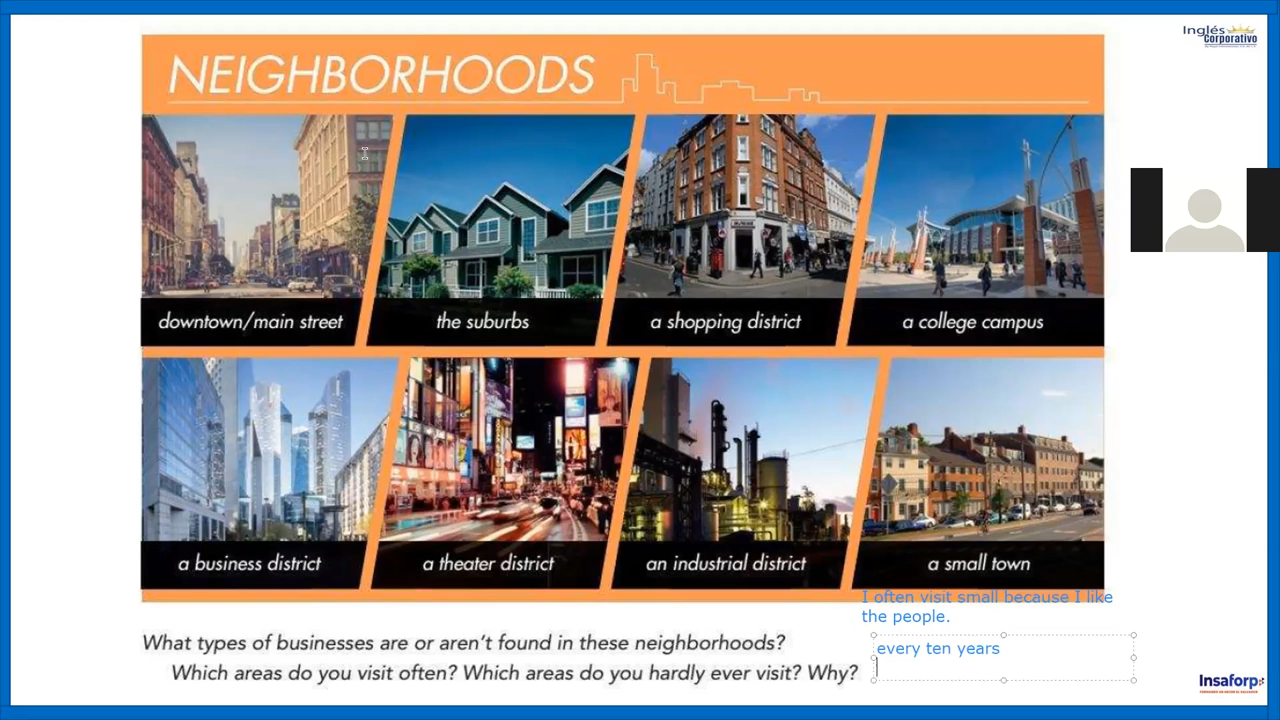 Inglés
Corporativo
NEIGHBORHOODS
downtown/main street
the suburbs
a shopping district
a college campus
a business district
a theater district
an industrial district
a small town
I often visit small because I like
the people.
What types of businesses are or aren't found in these neighborhoods?
every ten years
Which areas do you visit often? Which areas do you hardly ever visit? Why?
Insaforp